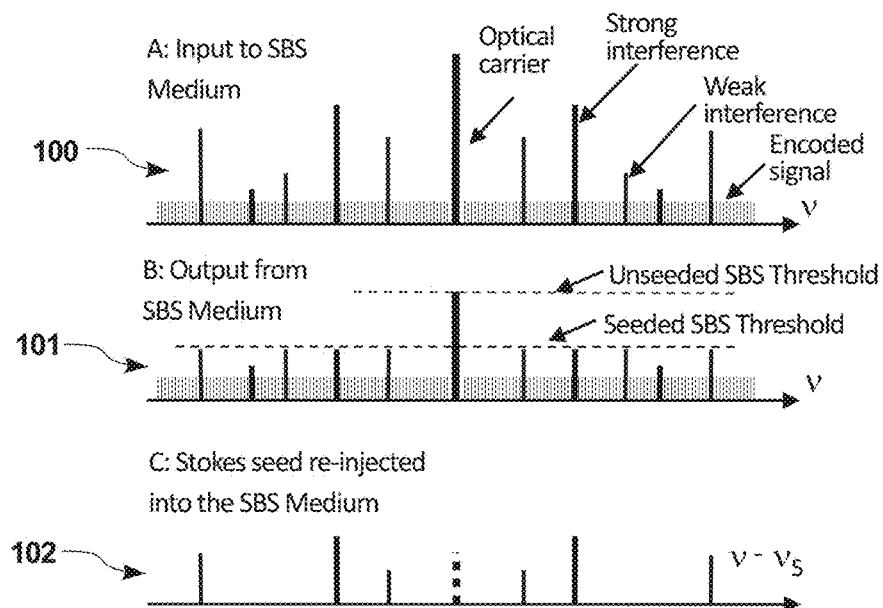 A: Input to SBS
Medium
Optical
carrier
Strong
interference
Weak
interference
Encoded
signal
100
ν
B: Output from
SBS Medium
Unseeded SBS Threshold
Seeded SBS Threshold
101
ν
C: Stokes seed re-injected
into the SBS Medium
102
ν - νS